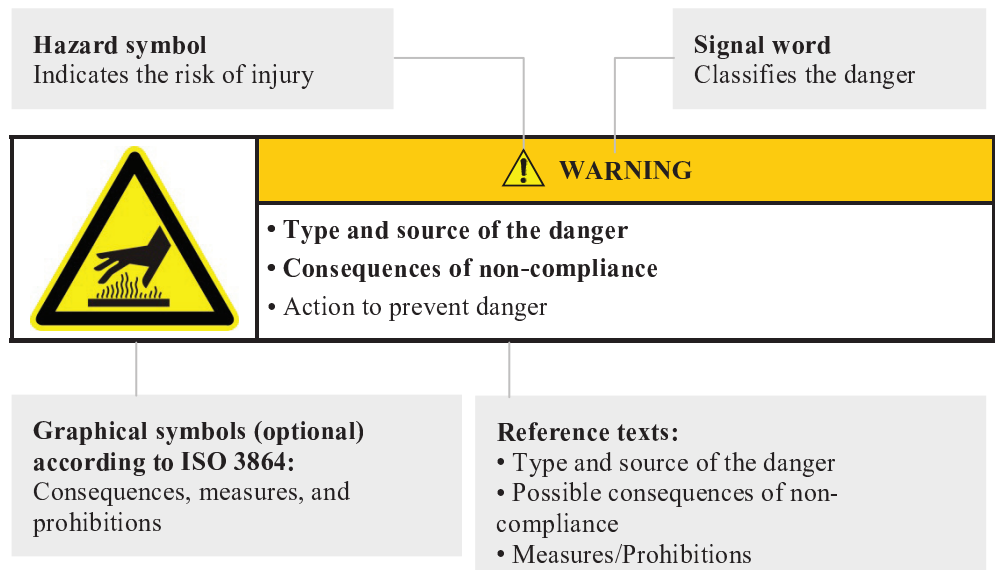 Hazard symbol
Indicates the risk of injury
Signal word
Classifies the danger
WARNING
• Type and source of the danger
• Consequences of non-compliance
• Action to prevent danger
Graphical symbols (optional)
according to ISO 3864:
Consequences, measures, and
prohibitions
Reference texts:
• Type and source of the danger
• Possible consequences of non-
compliance
• Measures/Prohibitions